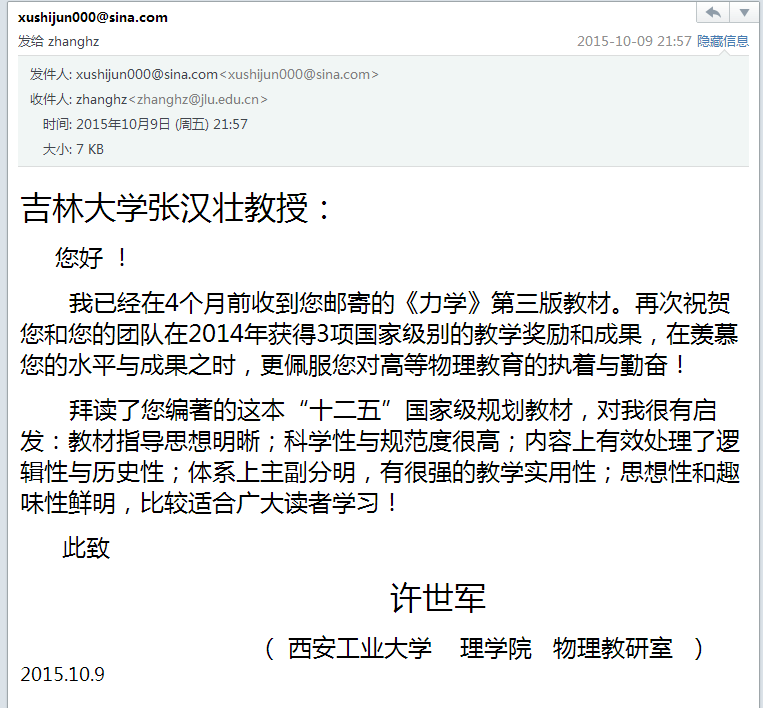 xushijun000@sina.com
发给 zhanghz 2015-10-09 21:57 隐藏信息
发件人: xushijun000@sina.com<xushijun000@sina.com>
收件人: zhanghz<zhanghz@jlu.edu.cn>
时间: 2015年10月9日 (周五) 21:57
大小: 7 KB
吉林大学张汉壮教授：
您好 ！
我已经在4个月前收到您邮寄的《力学》第三版教材。再次祝贺
您和您的团队在2014年获得3项国家级别的教学奖励和成果，在羡慕
您的水平与成果之时，更佩服您对高等物理教育的执着与勤奋！
拜读了您编著的这本“十二五”国家级规划教材，对我很有启
发：教材指导思想明晰；科学性与规范度很高；内容上有效处理了逻
辑性与历史性；体系上主副分明，有很强的教学实用性；思想性和趣
味性鲜明，比较适合广大读者学习！
此致
许世军
（ 西安工业大学 理学院 物理教研室 ）
2015.10.9